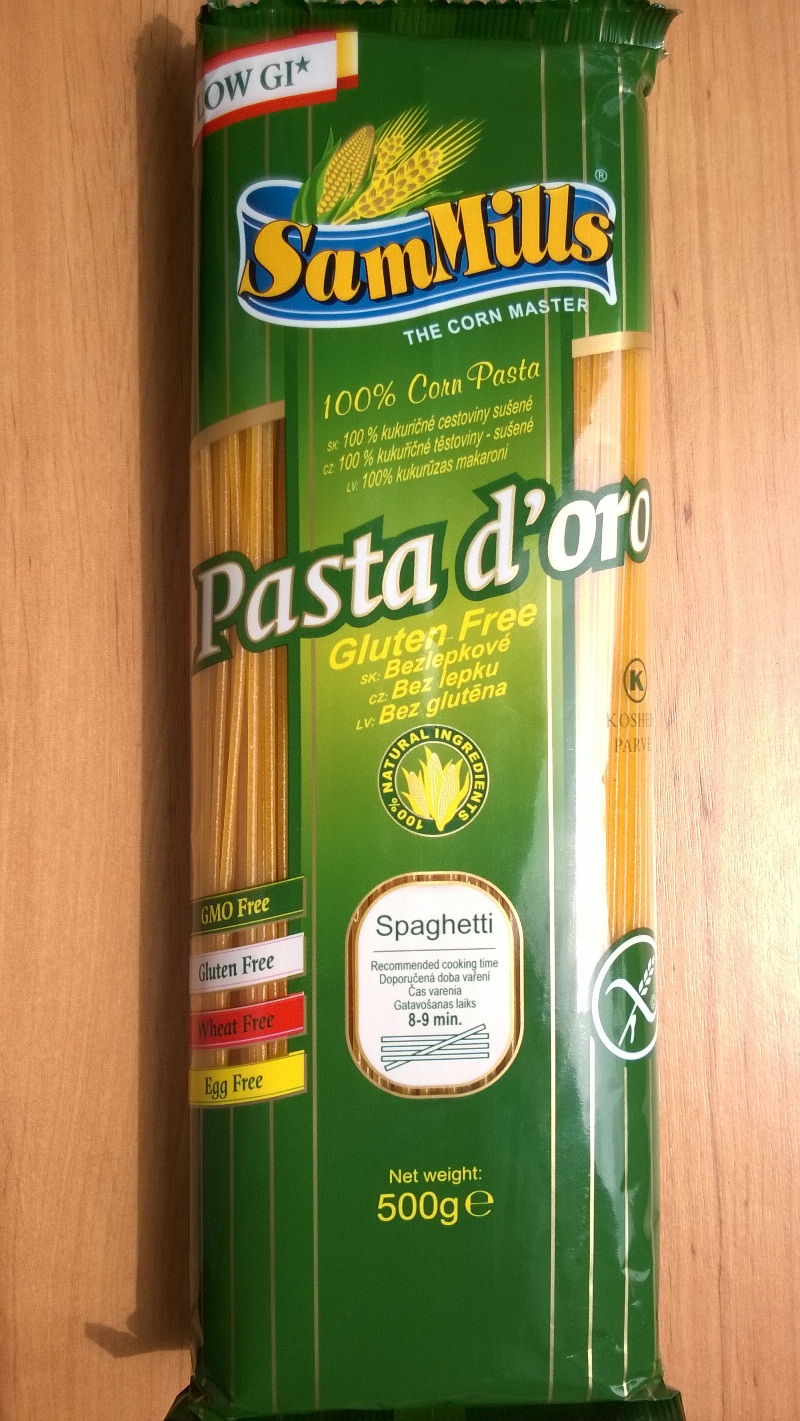 LOW GI★
SamMills®
THE CORN MASTER
100% Corn Pasta
SK: 100 % kukuričné cestoviny sušené
CZ: 100 % kukuřičné těstoviny - sušené
LV: 100% kukurūzas makaroni
Pasta d'oro
Gluten Free
SK: Bezlepkové
CZ: Bez lepku
LV: Bez glutēna
K
KOSHER
PARVE
100% NATURAL INGREDIENTS
GMO Free
Gluten Free
Wheat Free
Egg Free
Spaghetti
Recommended cooking time
Doporučená doba vaření
Čas varenia
Gatavošanas laiks
8-9 min.
Net weight:
500g ℮